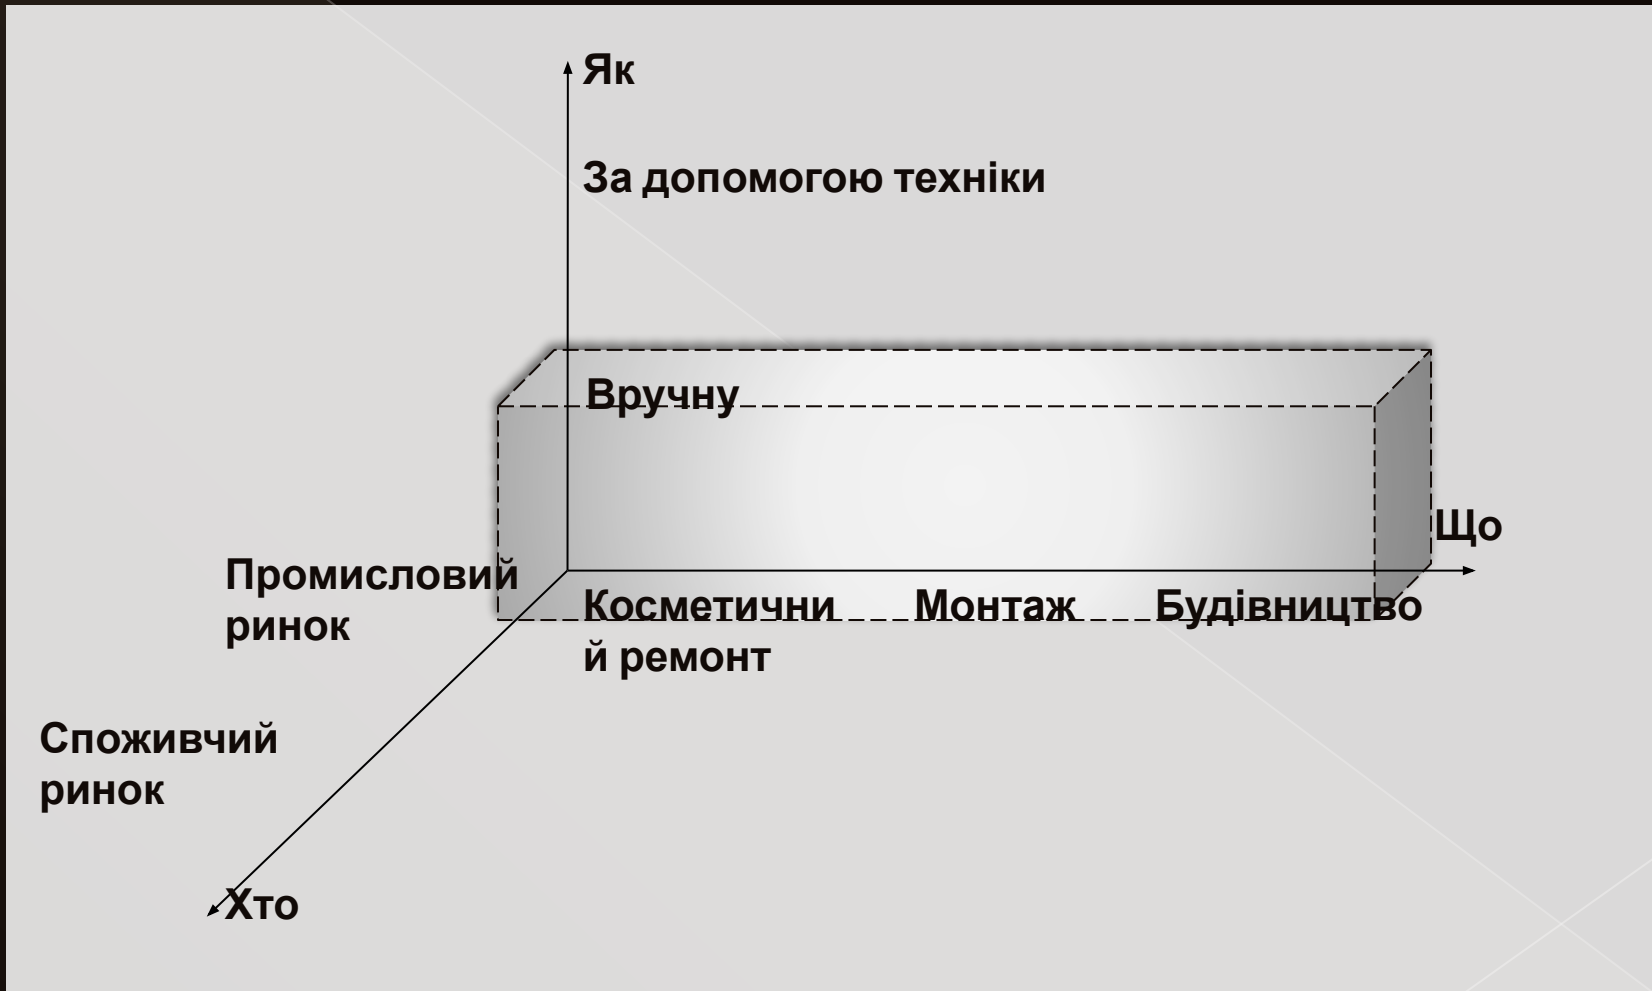 Як
За допомогою техніки
Вручну
Що
Промисловий
ринок
Косметични
й ремонт
Монтаж
Будівництво
Споживчий
ринок
Хто